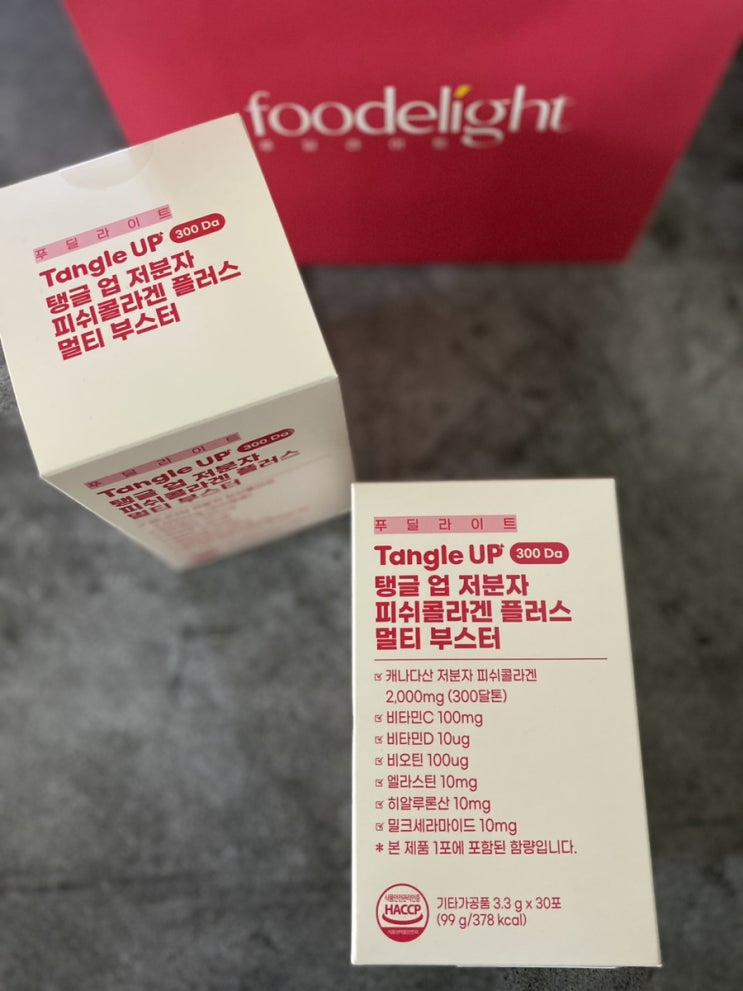 foodelight
푸딜라이트
Tangle UP 300 Da
탱글 업 저분자
피쉬콜라겐 플러스
멀티 부스터
푸딜라이트
Tangle UP 300 Da
탱글 업 저분자
피쉬콜라겐 플러스
멀티 부스터
푸딜라이트
Tangle UP 300 Da
탱글 업 저분자
피쉬콜라겐 플러스
멀티 부스터
캐나다산 저분자 피쉬콜라겐
2,000mg (300달톤)
비타민C 100mg
비타민D 10ug
비오틴 100ug
엘라스틴 10mg
히알루론산 10mg
밀크세라마이드 10mg
* 본 제품 1포에 포함된 함량입니다.
HACCP
기타가공품 3.3 g x 30포
(99 g/378 kcal)